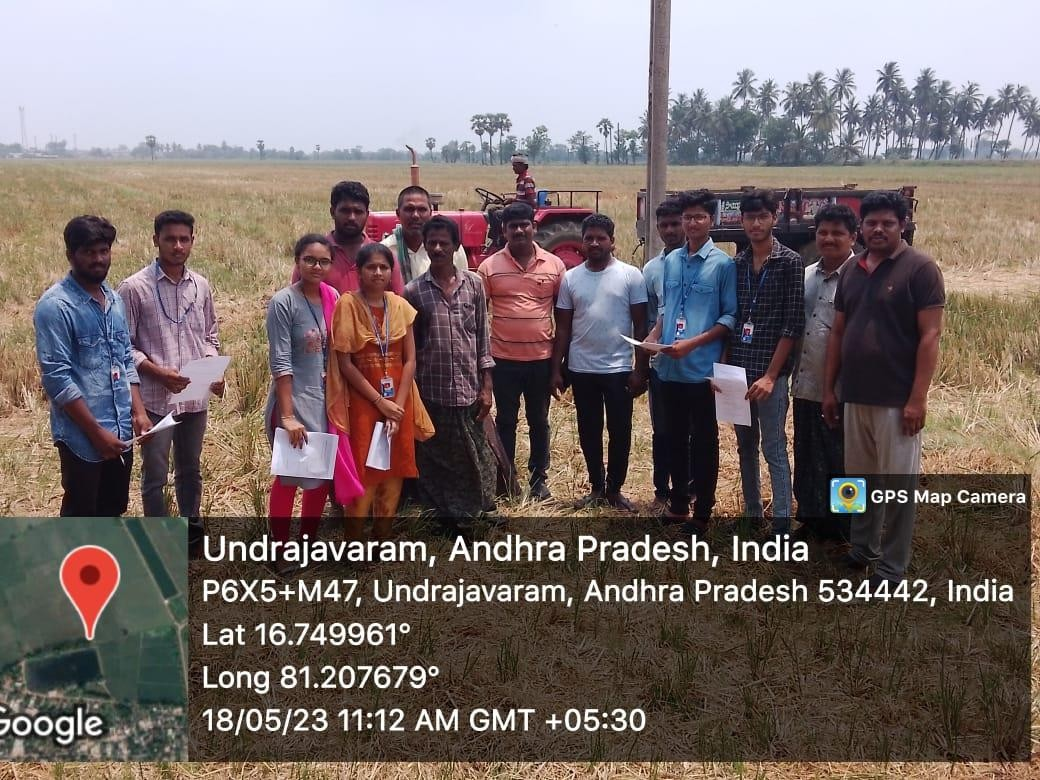 GPS Map Camera
Undrajavaram, Andhra Pradesh, India
P6X5+M47, Undrajavaram, Andhra Pradesh 534442, India
Lat 16.749961°
Long 81.207679°
18/05/23 11:12 AM GMT +05:30
Google